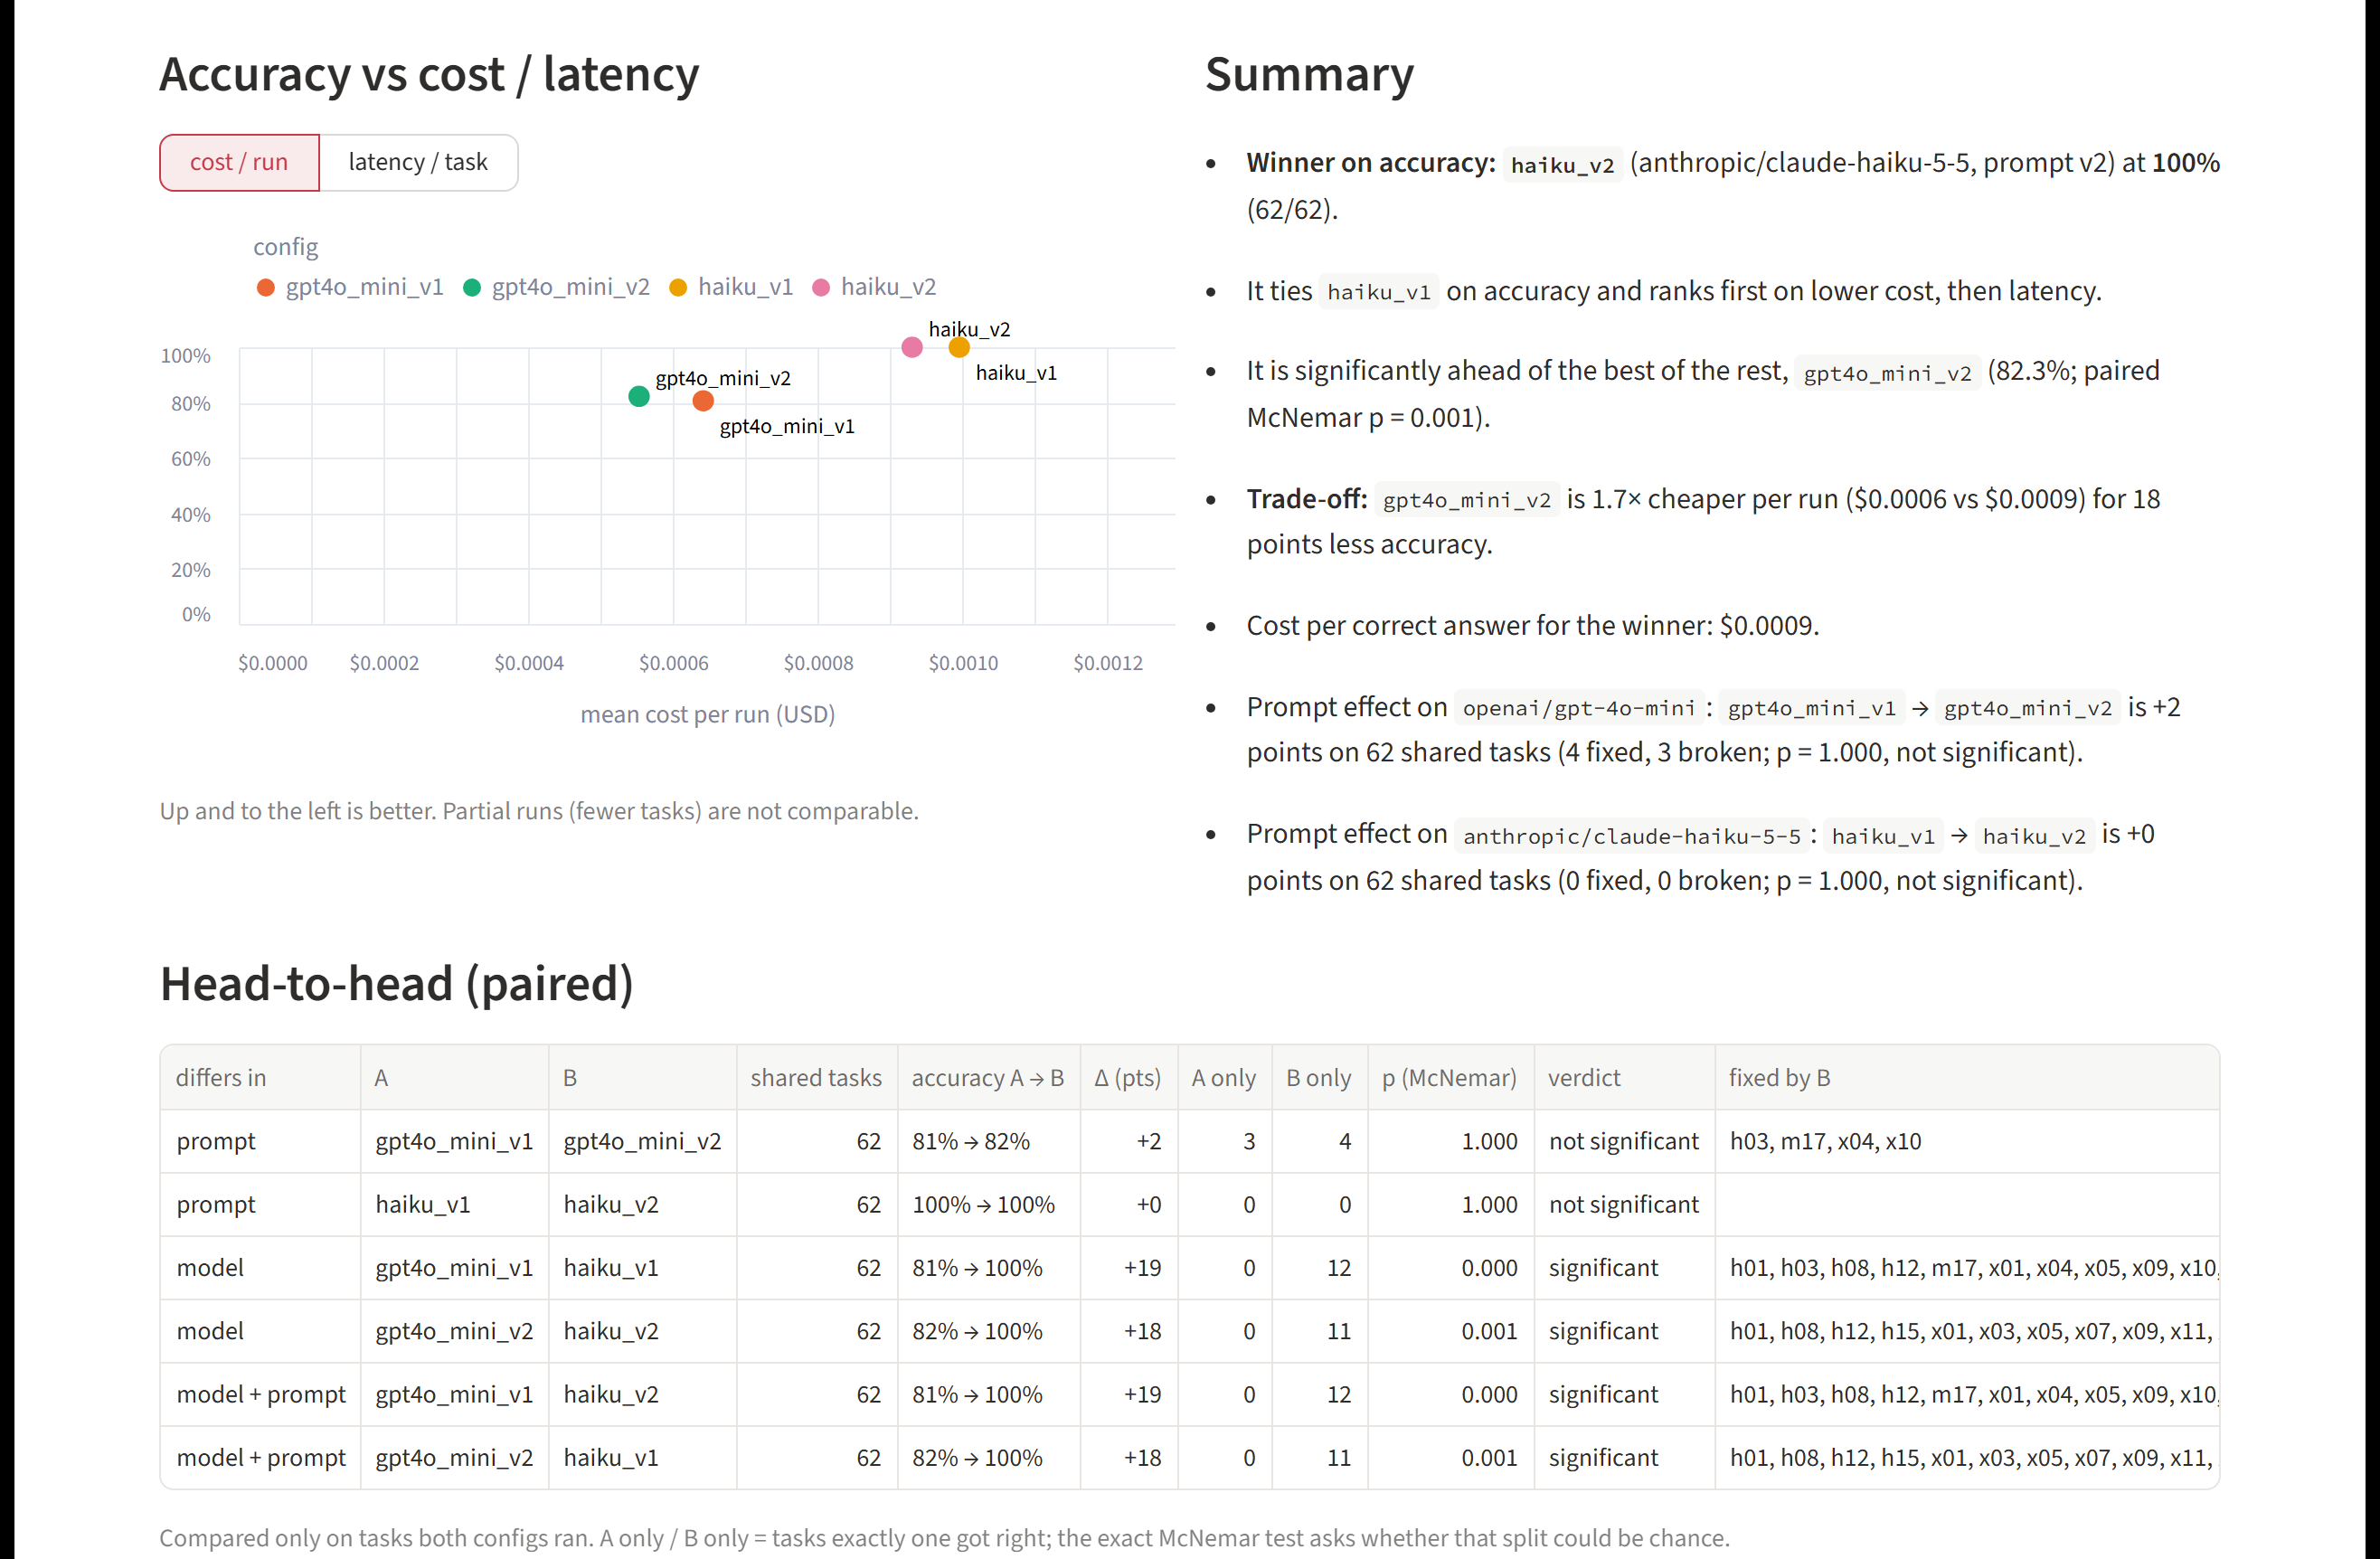 Accuracy vs cost / latency
cost / run
latency / task
config
gpt4o_mini_v1
gpt4o_mini_v2
haiku_v1
haiku_v2
haiku_v2
haiku_v1
gpt4o_mini_v2
gpt4o_mini_v1
100%
80%
60%
40%
20%
0%
$0.0000
$0.0002
$0.0004
$0.0006
$0.0008
$0.0010
$0.0012
mean cost per run (USD)
Up and to the left is better. Partial runs (fewer tasks) are not comparable.
Summary
• Winner on accuracy: haiku_v2 (anthropic/claude-haiku-5-5, prompt v2) at 100%
(62/62).
• It ties haiku_v1 on accuracy and ranks first on lower cost, then latency.
• It is significantly ahead of the best of the rest, gpt4o_mini_v2 (82.3%; paired
McNemar p = 0.001).
• Trade-off: gpt4o_mini_v2 is 1.7× cheaper per run ($0.0006 vs $0.0009) for 18
points less accuracy.
• Cost per correct answer for the winner: $0.0009.
• Prompt effect on openai/gpt-4o-mini: gpt4o_mini_v1 → gpt4o_mini_v2 is +2
points on 62 shared tasks (4 fixed, 3 broken; p = 1.000, not significant).
• Prompt effect on anthropic/claude-haiku-5-5: haiku_v1 → haiku_v2 is +0
points on 62 shared tasks (0 fixed, 0 broken; p = 1.000, not significant).
Head-to-head (paired)
differs in A B shared tasks accuracy A → B Δ (pts) A only B only p (McNemar) verdict fixed by B
prompt gpt4o_mini_v1 gpt4o_mini_v2 62 81% → 82% +2 3 4 1.000 not significant h03, m17, x04, x10
prompt haiku_v1 haiku_v2 62 100% → 100% +0 0 0 1.000 not significant
model gpt4o_mini_v1 haiku_v1 62 81% → 100% +19 0 12 0.000 significant h01, h03, h08, h12, m17, x01, x04, x05, x09, x10,
model gpt4o_mini_v2 haiku_v2 62 82% → 100% +18 0 11 0.001 significant h01, h08, h12, h15, x01, x03, x05, x07, x09, x11,
model + prompt gpt4o_mini_v1 haiku_v2 62 81% → 100% +19 0 12 0.000 significant h01, h03, h08, h12, m17, x01, x04, x05, x09, x10,
model + prompt gpt4o_mini_v2 haiku_v1 62 82% → 100% +18 0 11 0.001 significant h01, h08, h12, h15, x01, x03, x05, x07, x09, x11,
Compared only on tasks both configs ran. A only / B only = tasks exactly one got right; the exact McNemar test asks whether that split could be chance.